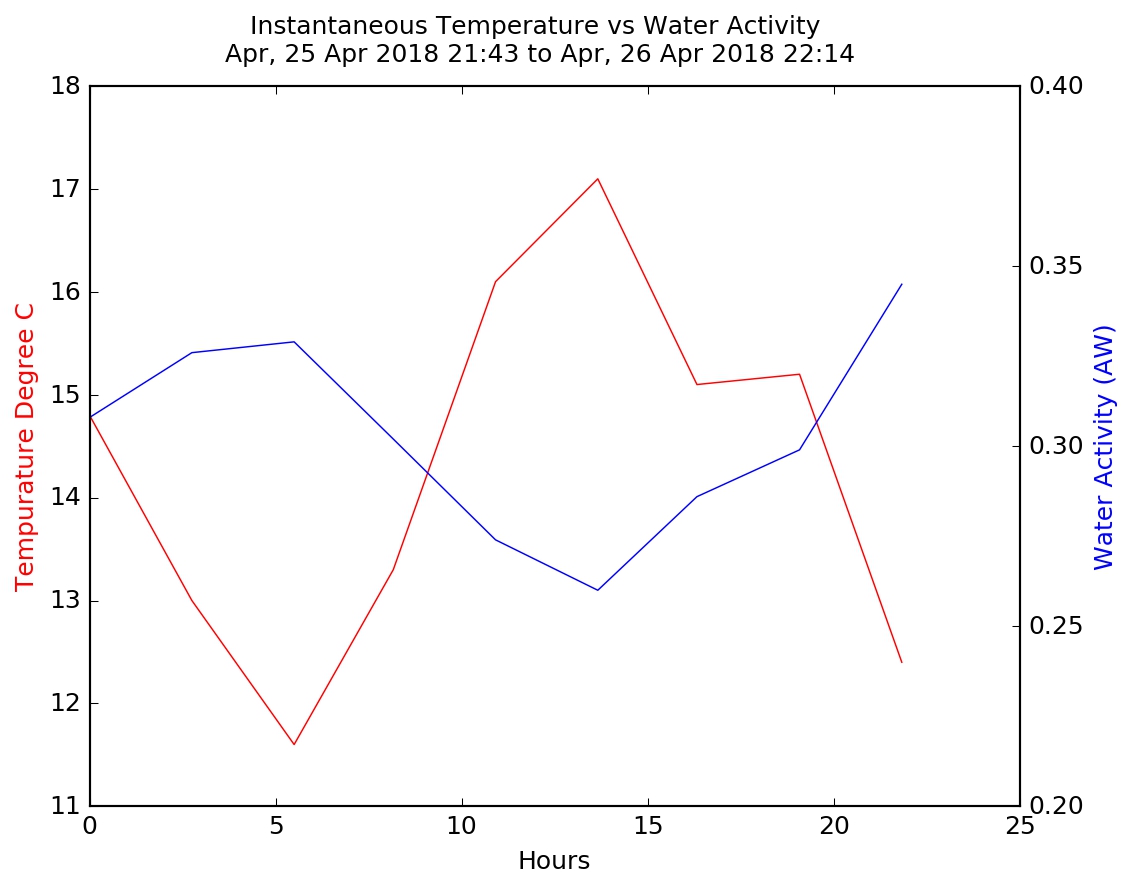 Instantaneous Temperature vs Water Activity
Apr, 25 Apr 2018 21:43 to Apr, 26 Apr 2018 22:14
18
17
16
15
14
13
12
11
Tempurature Degree C
0.40
0.35
0.30
0.25
0.20
Water Activity (AW)
0 5 10 15 20 25
Hours